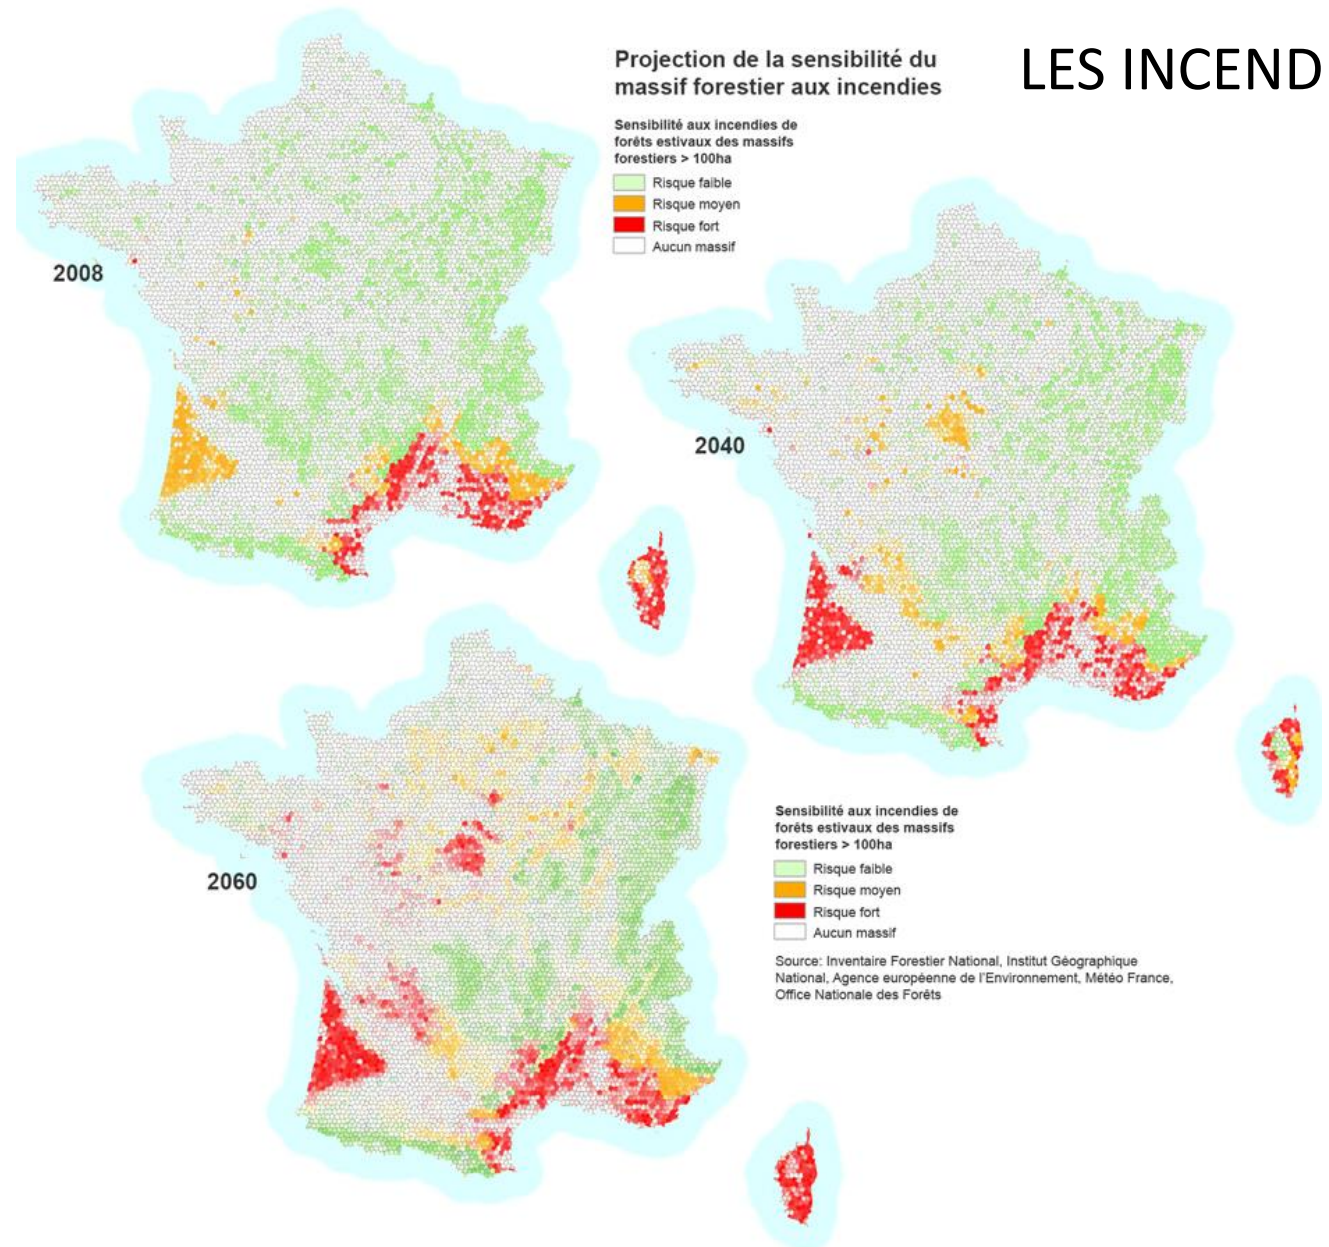 Projection de la sensibilité du
massif forestier aux incendies
LES INCEND
Sensibilité aux incendies de
forêts estivaux des massifs
forestiers > 100ha
Risque faible
Risque moyen
Risque fort
Aucun massif
2008
2040
2060
Sensibilité aux incendies de
forêts estivaux des massifs
forestiers > 100ha
Risque faible
Risque moyen
Risque fort
Aucun massif
Source: Inventaire Forestier National, Institut Géographique
National, Agence européenne de l'Environnement, Météo France,
Office Nationale des Forêts